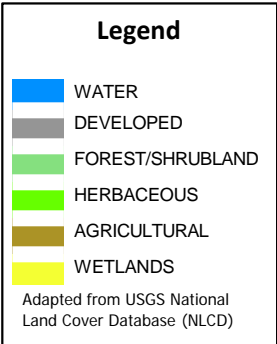 Legend
WATER
DEVELOPED
FOREST/SHRUBLAND
HERBACEOUS
AGRICULTURAL
WETLANDS
Adapted from USGS National
Land Cover Database (NLCD)